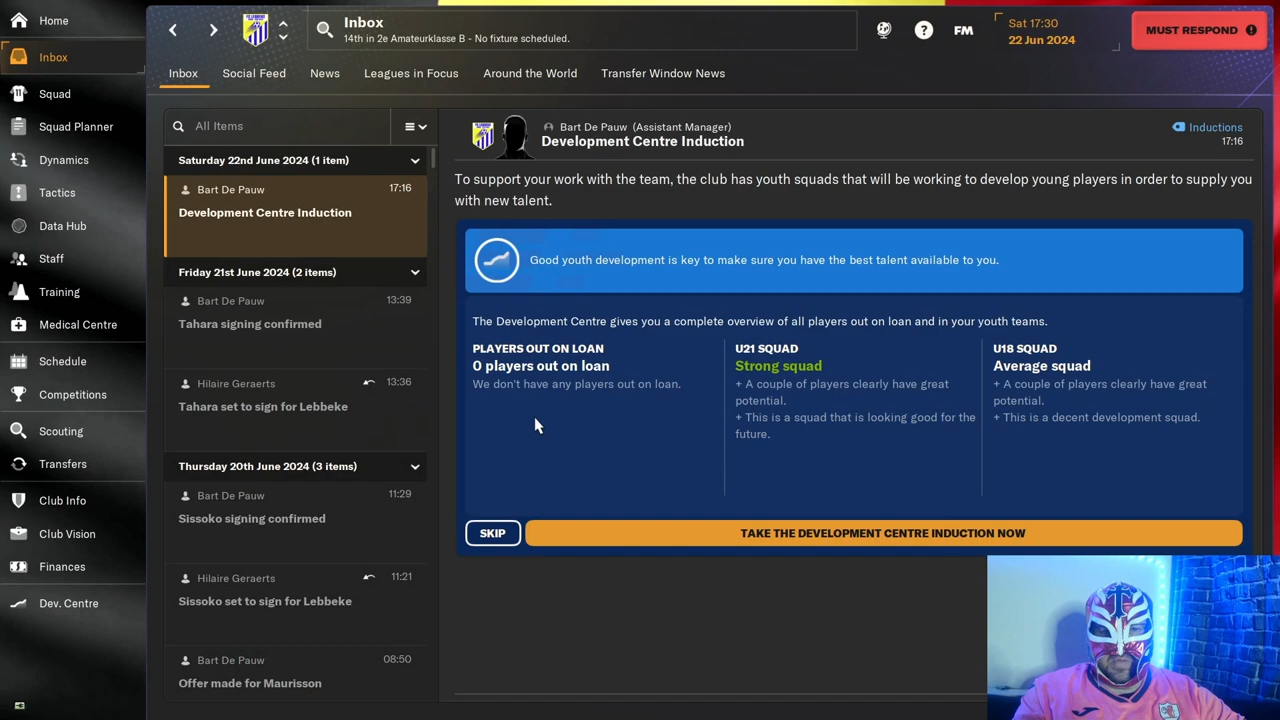 Home
Inbox
Squad
Squad Planner
Dynamics
Tactics
Data Hub
Staff
Training
Medical Centre
Schedule
Competitions
Scouting
Transfers
Club Info
Club Vision
Finances
Dev. Centre
Inbox
14th in 2e Amateurklasse B - No fixture scheduled.
FM
Sat 17:30
22 Jun 2024
MUST RESPOND
Inbox
Social Feed
News
Leagues in Focus
Around the World
Transfer Window News
All Items
Saturday 22nd June 2024 (1 item)
Bart De Pauw 17:16
Development Centre Induction
Friday 21st June 2024 (2 items)
Bart De Pauw 13:39
Tahara signing confirmed
Hilaire Geraerts 13:36
Tahara set to sign for Lebbeke
Thursday 20th June 2024 (3 items)
Bart De Pauw 11:29
Sissoko signing confirmed
Hilaire Geraerts 11:21
Sissoko set to sign for Lebbeke
Bart De Pauw 08:50
Offer made for Maurisson
Bart De Pauw (Assistant Manager)
Development Centre Induction
Inductions
17:16
To support your work with the team, the club has youth squads that will be working to develop young players in order to supply you
with new talent.
Good youth development is key to make sure you have the best talent available to you.
The Development Centre gives you a complete overview of all players out on loan and in your youth teams.
PLAYERS OUT ON LOAN
0 players out on loan
We don't have any players out on loan.
U21 SQUAD
Strong squad
+ A couple of players clearly have great
potential.
+ This is a squad that is looking good for the
future.
U18 SQUAD
Average squad
+ A couple of players clearly have great
potential.
+ This is a decent development squad.
SKIP
TAKE THE DEVELOPMENT CENTRE INDUCTION NOW